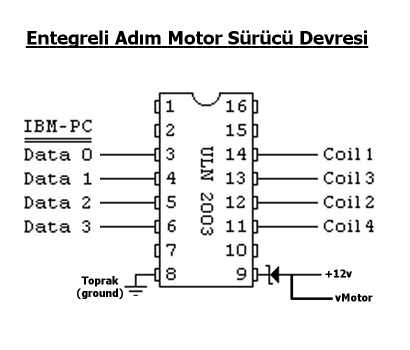 Entegreli Adım Motor Sürücü Devresi
1 16
IBM-PC 2 15
Data 0 3 14 Coil 1
Data 1 4 13 Coil 3
Data 2 5 12 Coil 2
Data 3 6 11 Coil 4
7 10
Toprak 8 9 +12v
(ground)
vMotor
ULN 2003